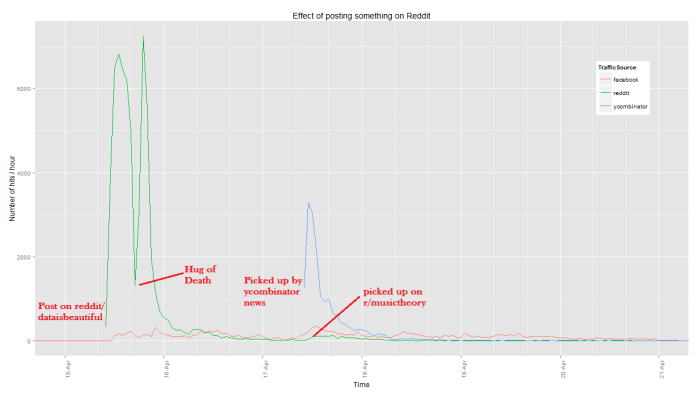 Effect of posting something on Reddit
Number of hits / hour
6000
4000
2000
0
Traffic Source
facebook
reddit
ycombinator
Hug of
Death
Post on reddit/
dataisbeautiful
Picked up by
ycombinator
news
picked up on
r/musictheory
15-Apr
16-Apr
17-Apr
18-Apr
19-Apr
20-Apr
21-Apr
Time